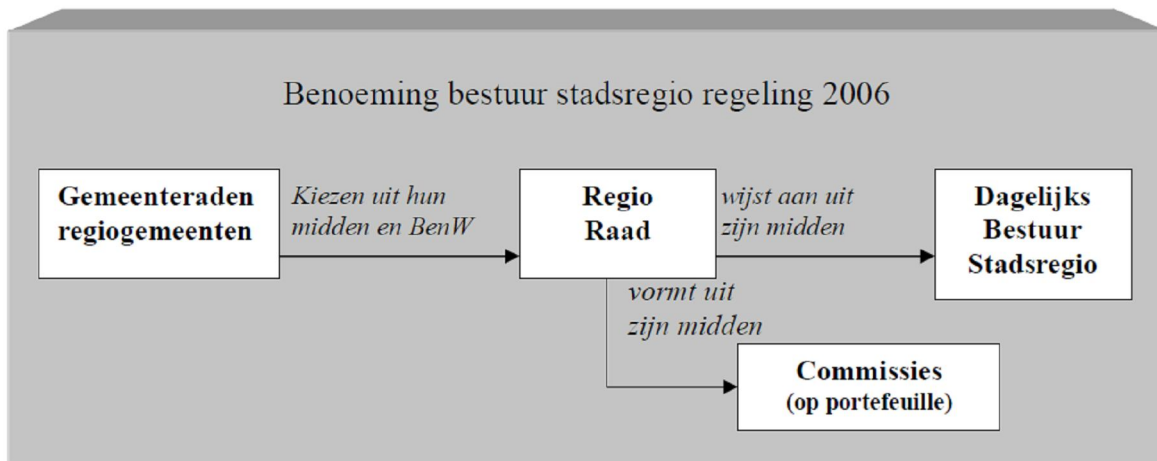 Benoeming bestuur stadsregio regeling 2006
Gemeenteraden
regiogemeenten
Kiezen uit hun
midden en BenW
Regio
Raad
wijst aan uit
zijn midden
Dagelijks
Bestuur
Stadsregio
vormt uit
zijn midden
Commissies
(op portefeuille)